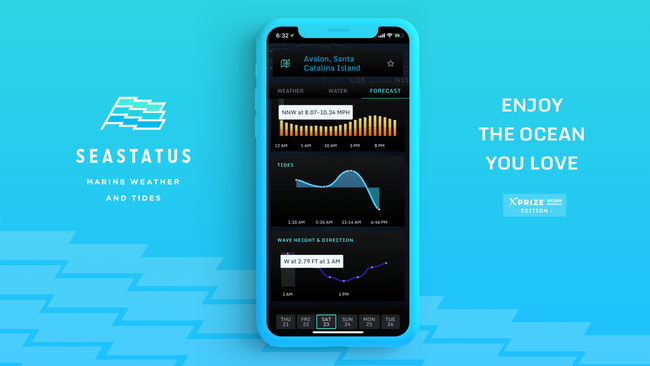 SEASTATUS
MARINE WEATHER
AND TIDES
6:32
Avalon, Santa
Catalina Island
WEATHER WATER FORECAST
NNW at 8.07-10.34 MPH
12 AM 5 AM 10 AM 3 PM 8 PM
TIDES
1:30 AM 5:26 AM 11:14 AM 6:46 PM
WAVE HEIGHT & DIRECTION
W at 2.79 FT at 1 AM
1 AM 1 PM
THU FRI SAT SUN MON TUE
21 22 23 24 25 26
ENJOY
THE OCEAN
YOU LOVE
XPRIZE OCEAN
- EDITION -